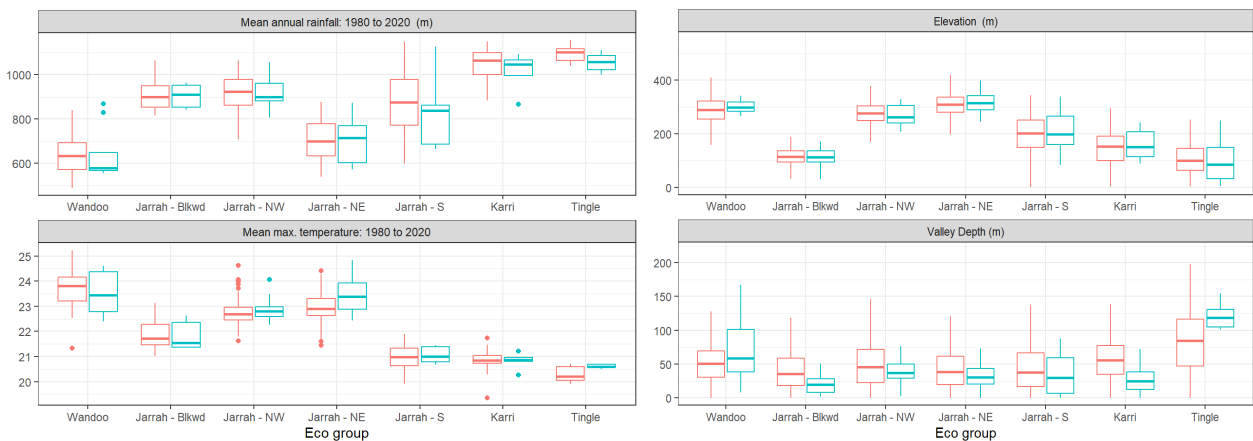 Mean annual rainfall: 1980 to 2020 (m)
1000
800
600
Wandoo Jarrah - Blkwd Jarrah - NW Jarrah - NE Jarrah - S Karri Tingle
Elevation (m)
400
200
0
Wandoo Jarrah - Blkwd Jarrah - NW Jarrah - NE Jarrah - S Karri Tingle
Mean max. temperature: 1980 to 2020
25
24
23
22
21
20
Wandoo Jarrah - Blkwd Jarrah - NW Jarrah - NE Jarrah - S Karri Tingle
Eco group
Valley Depth (m)
200
150
100
50
0
Wandoo Jarrah - Blkwd Jarrah - NW Jarrah - NE Jarrah - S Karri Tingle
Eco group